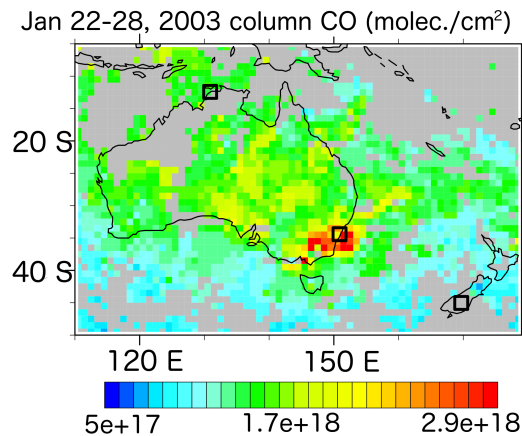 Jan 22-28, 2003 column CO (molec./cm²)
20 S
40 S
120 E 150 E
5e+17 1.7e+18 2.9e+18